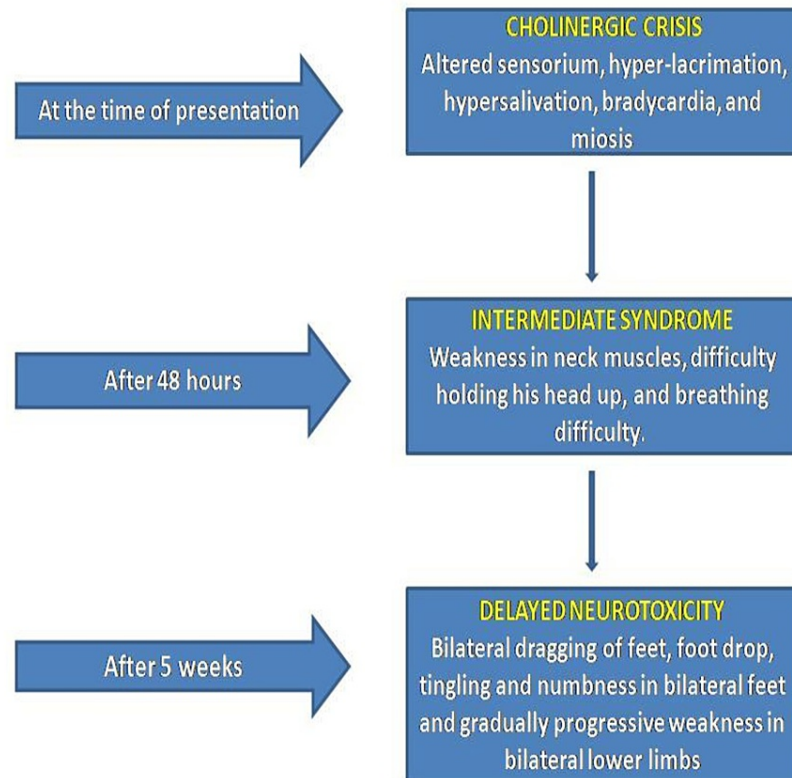 CHOLINERGIC CRISIS
Altered sensorium, hyper-lacrimation,
hypersalivation, bradycardia, and
miosis
At the time of presentation
INTERMEDIATE SYNDROME
Weakness in neck muscles, difficulty
holding his head up, and breathing
difficulty.
After 48 hours
DELAYED NEUROTOXICITY
Bilateral dragging of feet, foot drop,
tingling and numbness in bilateral feet
and gradually progressive weakness in
bilateral lower limbs
After 5 weeks